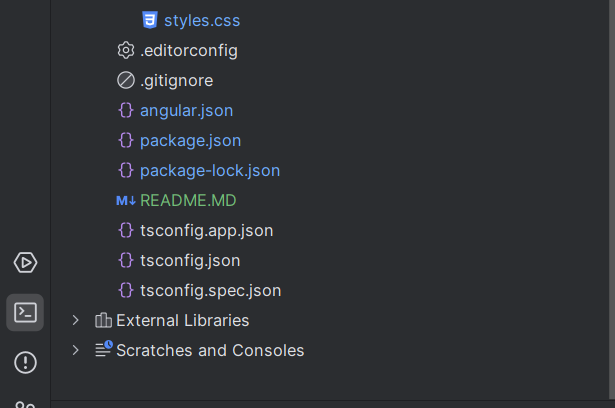 styles.css
.editorconfig
.gitignore
{} angular.json
{} package.json
{} package-lock.json
M↓ README.MD
{} tsconfig.app.json
{} tsconfig.json
{} tsconfig.spec.json
External Libraries
Scratches and Consoles